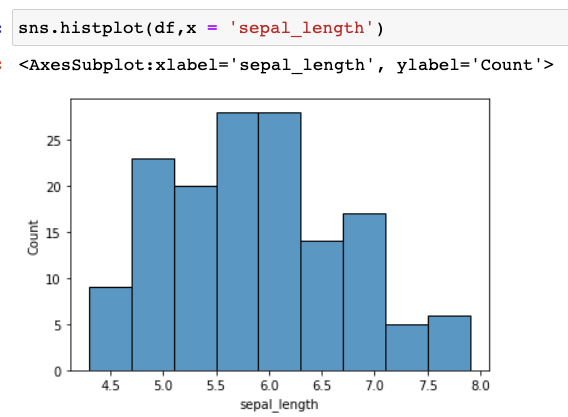 sns.histplot(df,x = 'sepal_length')
<AxesSubplot:xlabel='sepal_length', ylabel='Count'>
25
20
15
10
5
0
Count
4.5 5.0 5.5 6.0 6.5 7.0 7.5 8.0
sepal_length